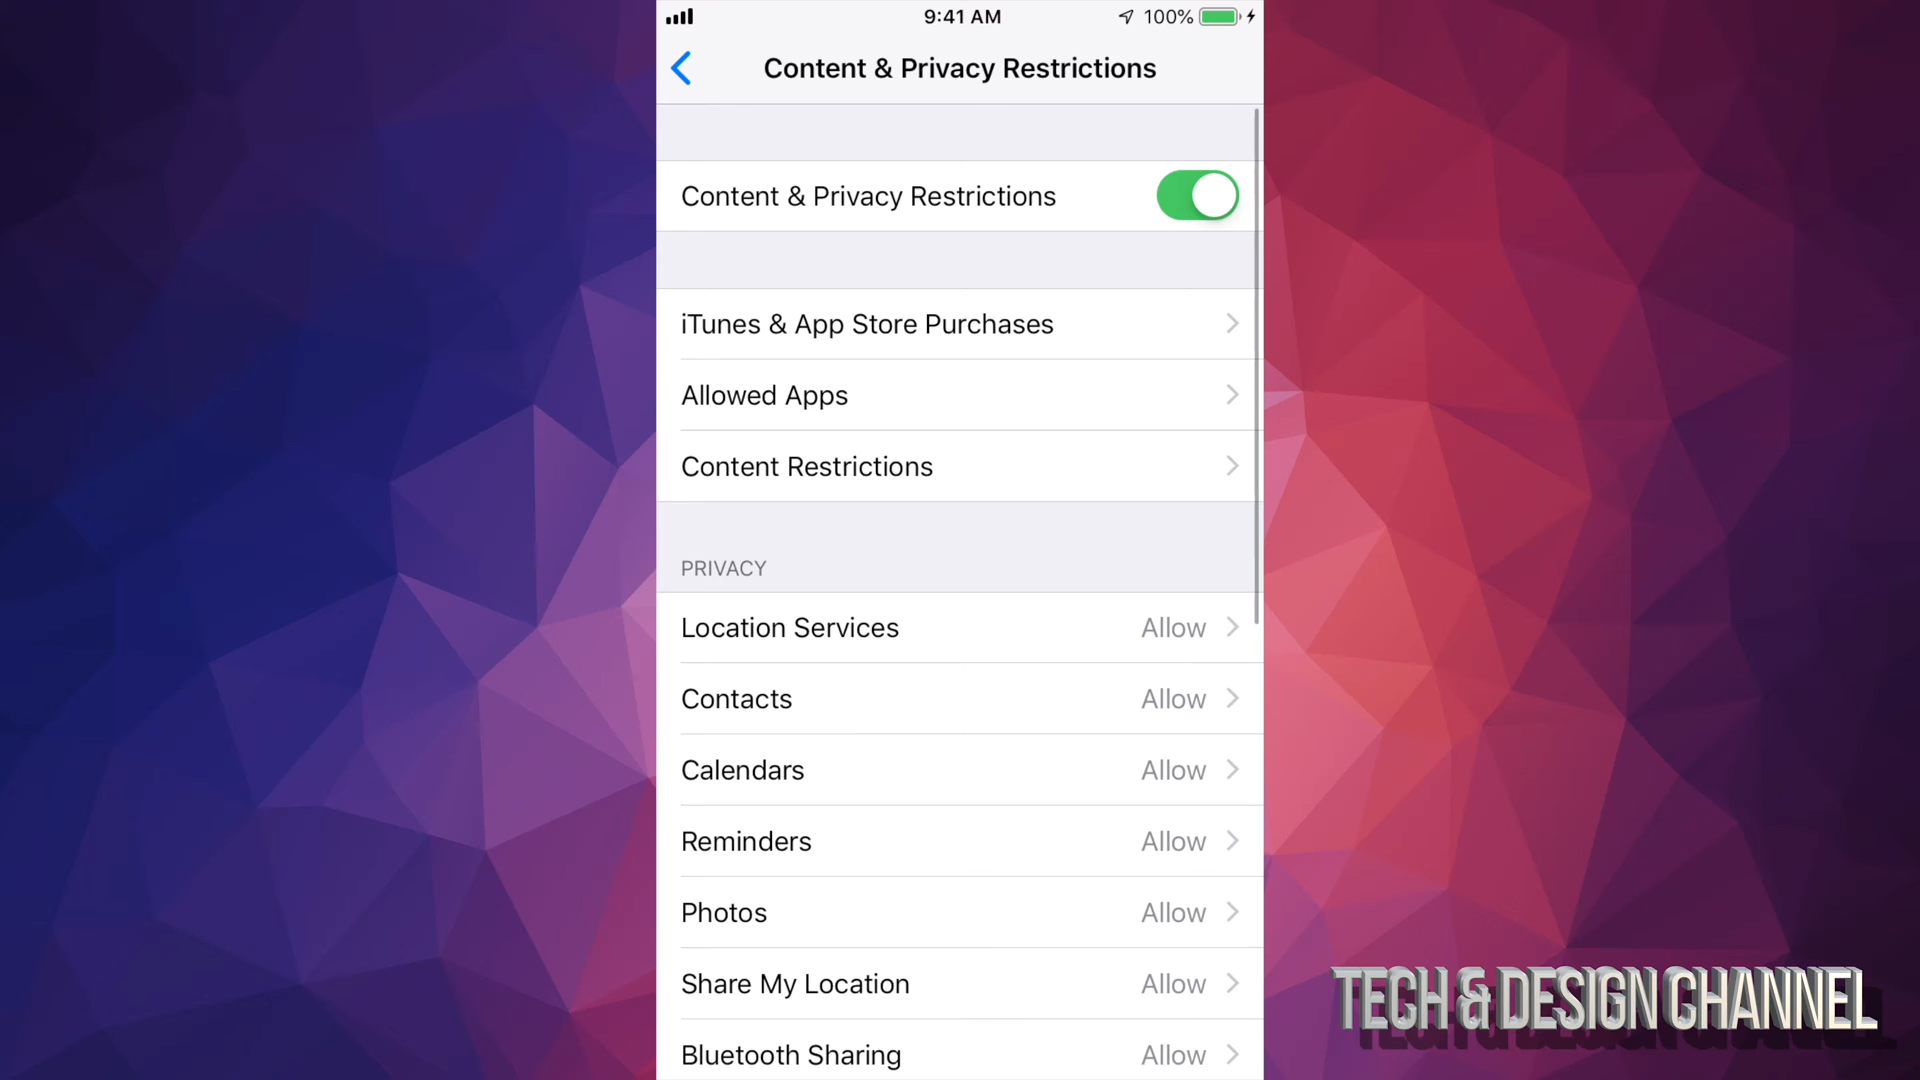 9:41 AM
100%
Content & Privacy Restrictions
Content & Privacy Restrictions
iTunes & App Store Purchases
Allowed Apps
Content Restrictions
PRIVACY
Location Services Allow
Contacts Allow
Calendars Allow
Reminders Allow
Photos Allow
Share My Location Allow
Bluetooth Sharing Allow
TECH & DESIGN CHANNEL